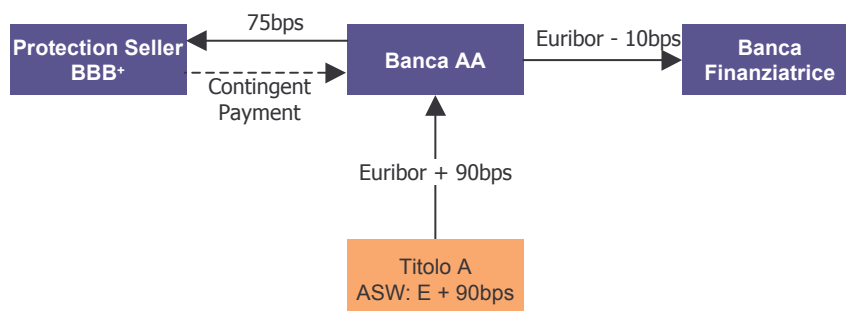 75bps
Protection Seller
BBB+
Banca AA
Euribor - 10bps
Banca
Finanziatrice
Contingent
Payment
Euribor + 90bps
Titolo A
ASW: E + 90bps